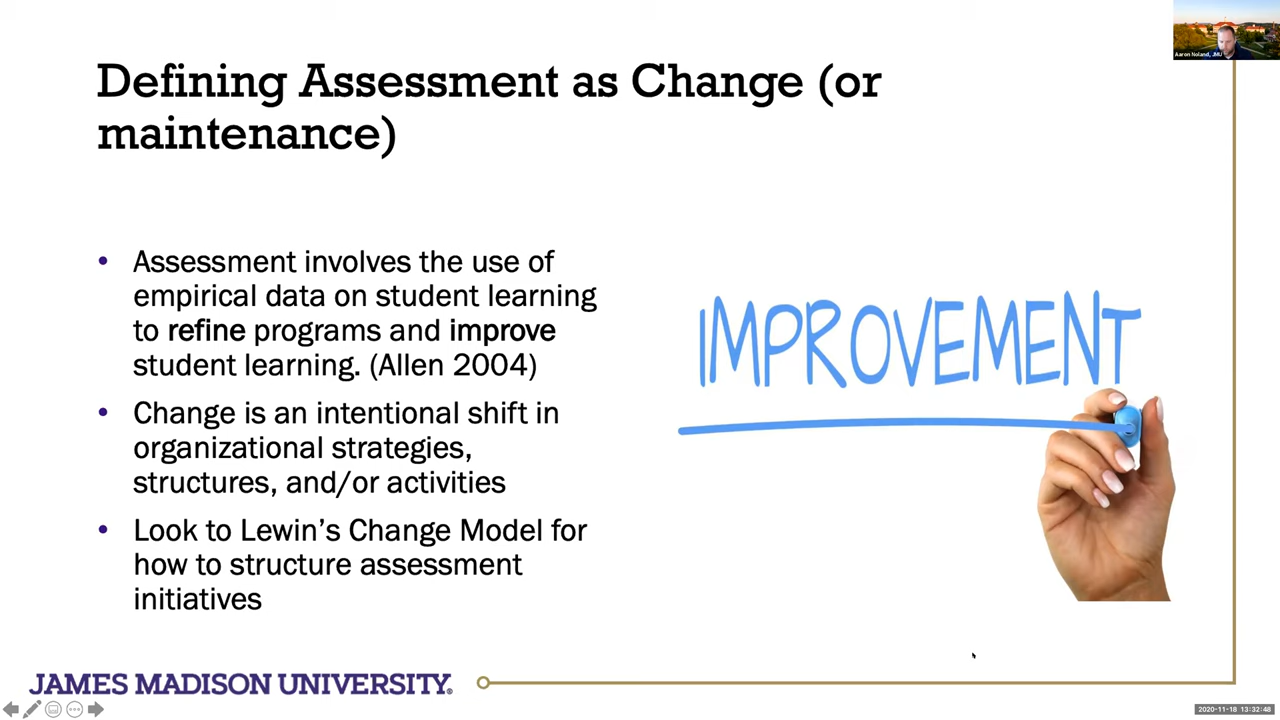 Aaron Noland, JMU
Defining Assessment as Change (or
maintenance)
• Assessment involves the use of
empirical data on student learning
to refine programs and improve
student learning. (Allen 2004)
• Change is an intentional shift in
organizational strategies,
structures, and/or activities
• Look to Lewin’s Change Model for
how to structure assessment
initiatives
IMPROVEMENT
JAMES MADISON UNIVERSITY®
2020-11-18 13:32:48